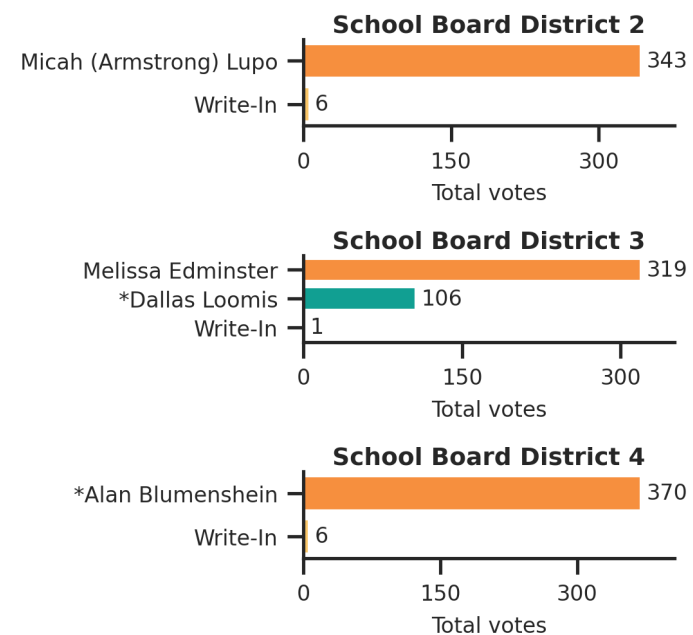 School Board District 2
Micah (Armstrong) Lupo 343
Write-In 6
0 150 300
Total votes
School Board District 3
Melissa Edminster 319
*Dallas Loomis 106
Write-In 1
0 150 300
Total votes
School Board District 4
*Alan Blumenshein 370
Write-In 6
0 150 300
Total votes